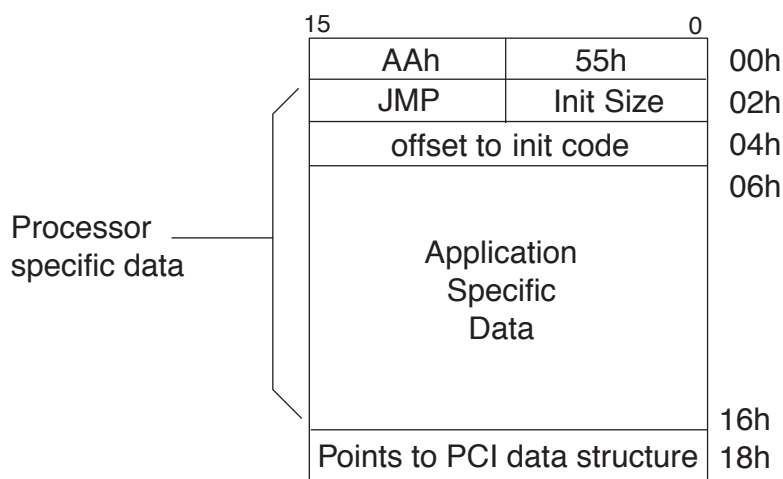 15 0
AAh 55h 00h
JMP Init Size 02h
offset to init code 04h
06h
Processor
specific data
Application
Specific
Data
16h
Points to PCI data structure 18h